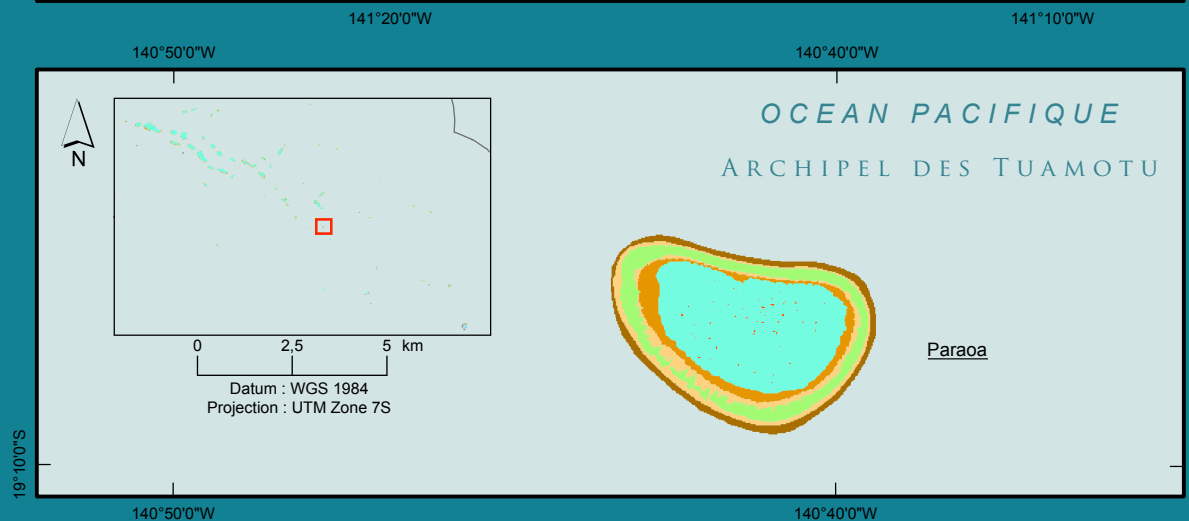 141°20'0"W 141°10'0"W
140°50'0"W 140°40'0"W
OCEAN PACIFIQUE
ARCHIPEL DES TUAMOTU
N
0 2,5 5 km
Datum : WGS 1984
Projection : UTM Zone 7S
Paraoa
19°10'0"S
140°50'0"W 140°40'0"W